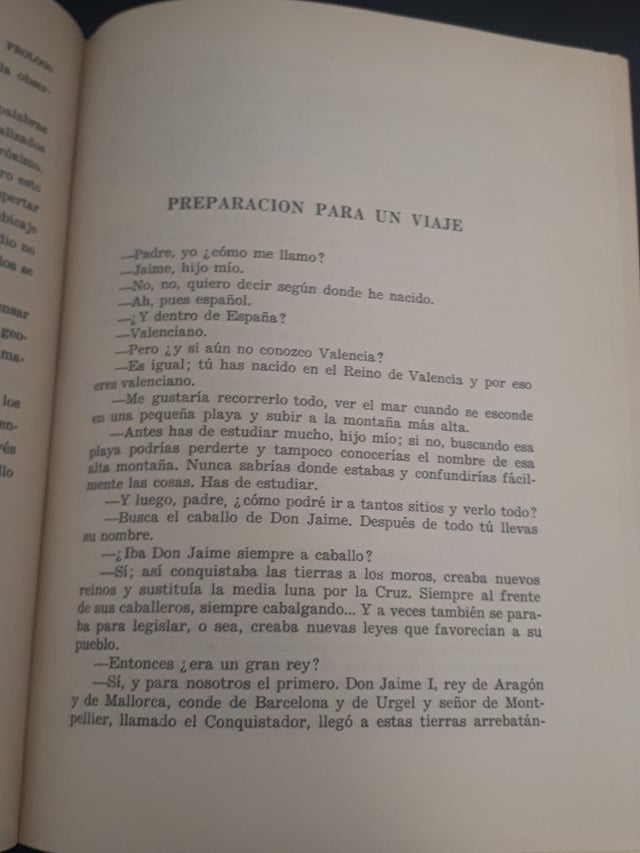 PROLOGO
la obser-
palabras
alizados
róximo,
ro esto
pertar
bicaje
dio no
los se
ensar
geo-
ma-
los
en-
vés
llo
PREPARACION PARA UN VIAJE
—Padre, yo ¿cómo me llamo?
—Jaime, hijo mío.
—No, no, quiero decir según donde he nacido.
—Ah, pues español.
—¿Y dentro de España?
—Valenciano.
—Pero ¿y si aún no conozco Valencia?
—Es igual; tú has nacido en el Reino de Valencia y por eso
eres valenciano.
—Me gustaría recorrerlo todo, ver el mar cuando se esconde
en una pequeña playa y subir a la montaña más alta.
—Antes has de estudiar mucho, hijo mío; si no, buscando esa
playa podrías perderte y tampoco conocerías el nombre de esa
alta montaña. Nunca sabrías donde estabas y confundirías fácil-
mente las cosas. Has de estudiar.
—Y luego, padre, ¿cómo podré ir a tantos sitios y verlo todo?
—Busca el caballo de Don Jaime. Después de todo tú llevas
su nombre.
—¿Iba Don Jaime siempre a caballo?
—Sí; así conquistaba las tierras a los moros, creaba nuevos
reinos y sustituía la media luna por la Cruz. Siempre al frente
de sus caballeros, siempre cabalgando... Y a veces también se para-
ba para legislar, o sea, creaba nuevas leyes que favorecían a su
pueblo.
—Entonces ¿era un gran rey?
—Sí, y para nosotros el primero. Don Jaime I, rey de Aragón
y de Mallorca, conde de Barcelona y de Urgel y señor de Mont-
pellier, llamado el Conquistador, llegó a estas tierras arrebatán-